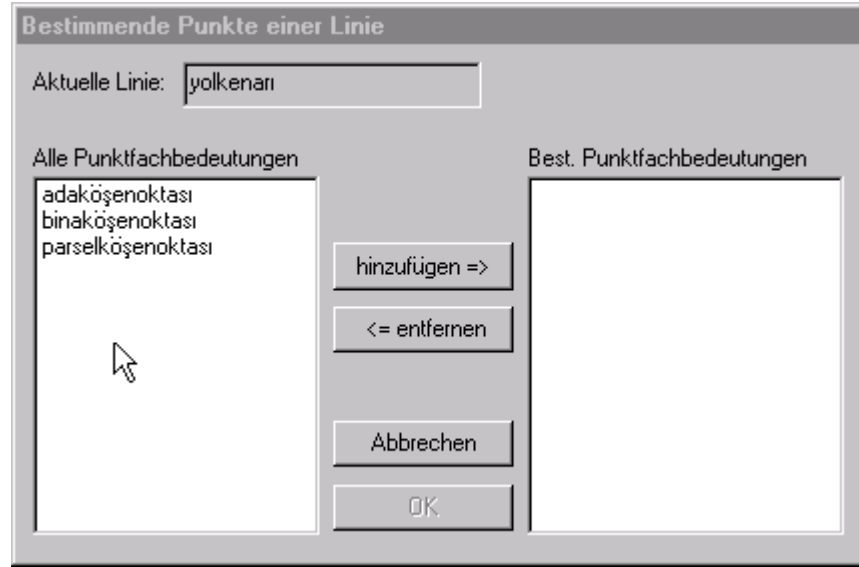 Bestimmende Punkte einer Linie
Aktuelle Linie: yolkenarı
Alle Punktfachbedeutungen
adaköşenoktası
binaköşenoktası
parselköşenoktası
hinzufügen =>
<= entfernen
Abbrechen
OK
Best. Punktfachbedeutungen